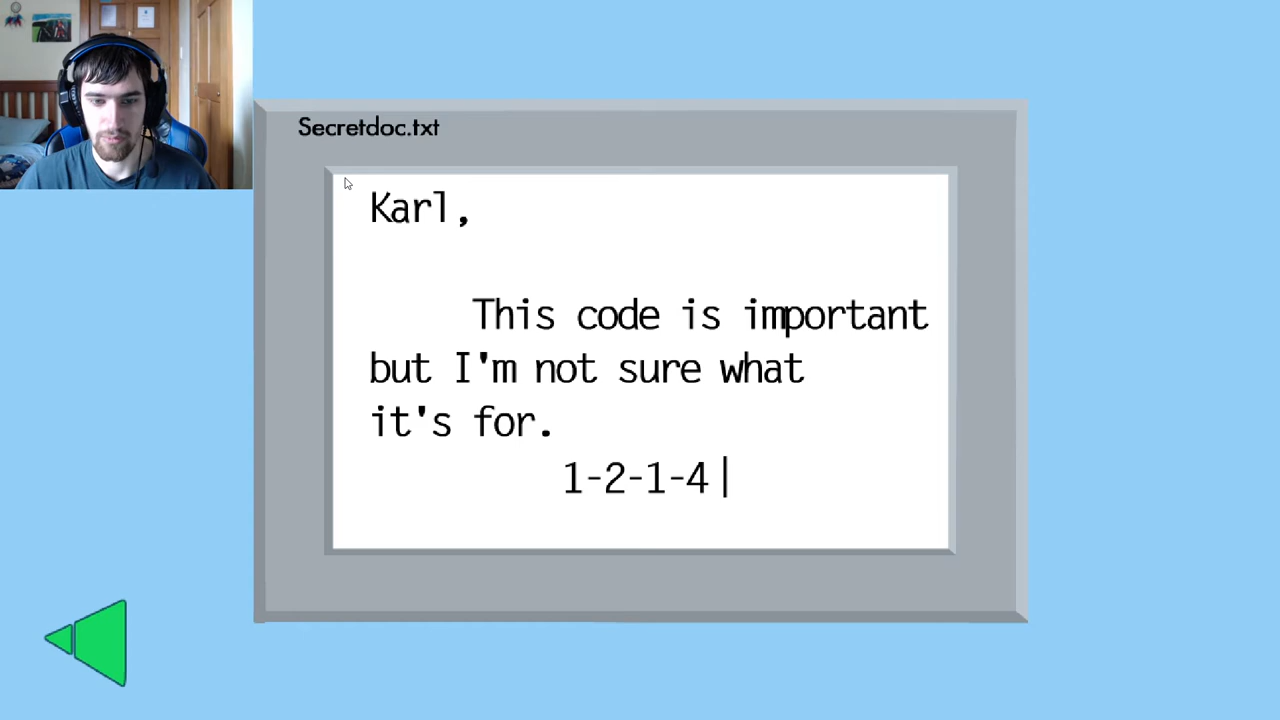 Secretdoc.txt
Karl,
This code is important
but I'm not sure what
it's for.
1-2-1-4